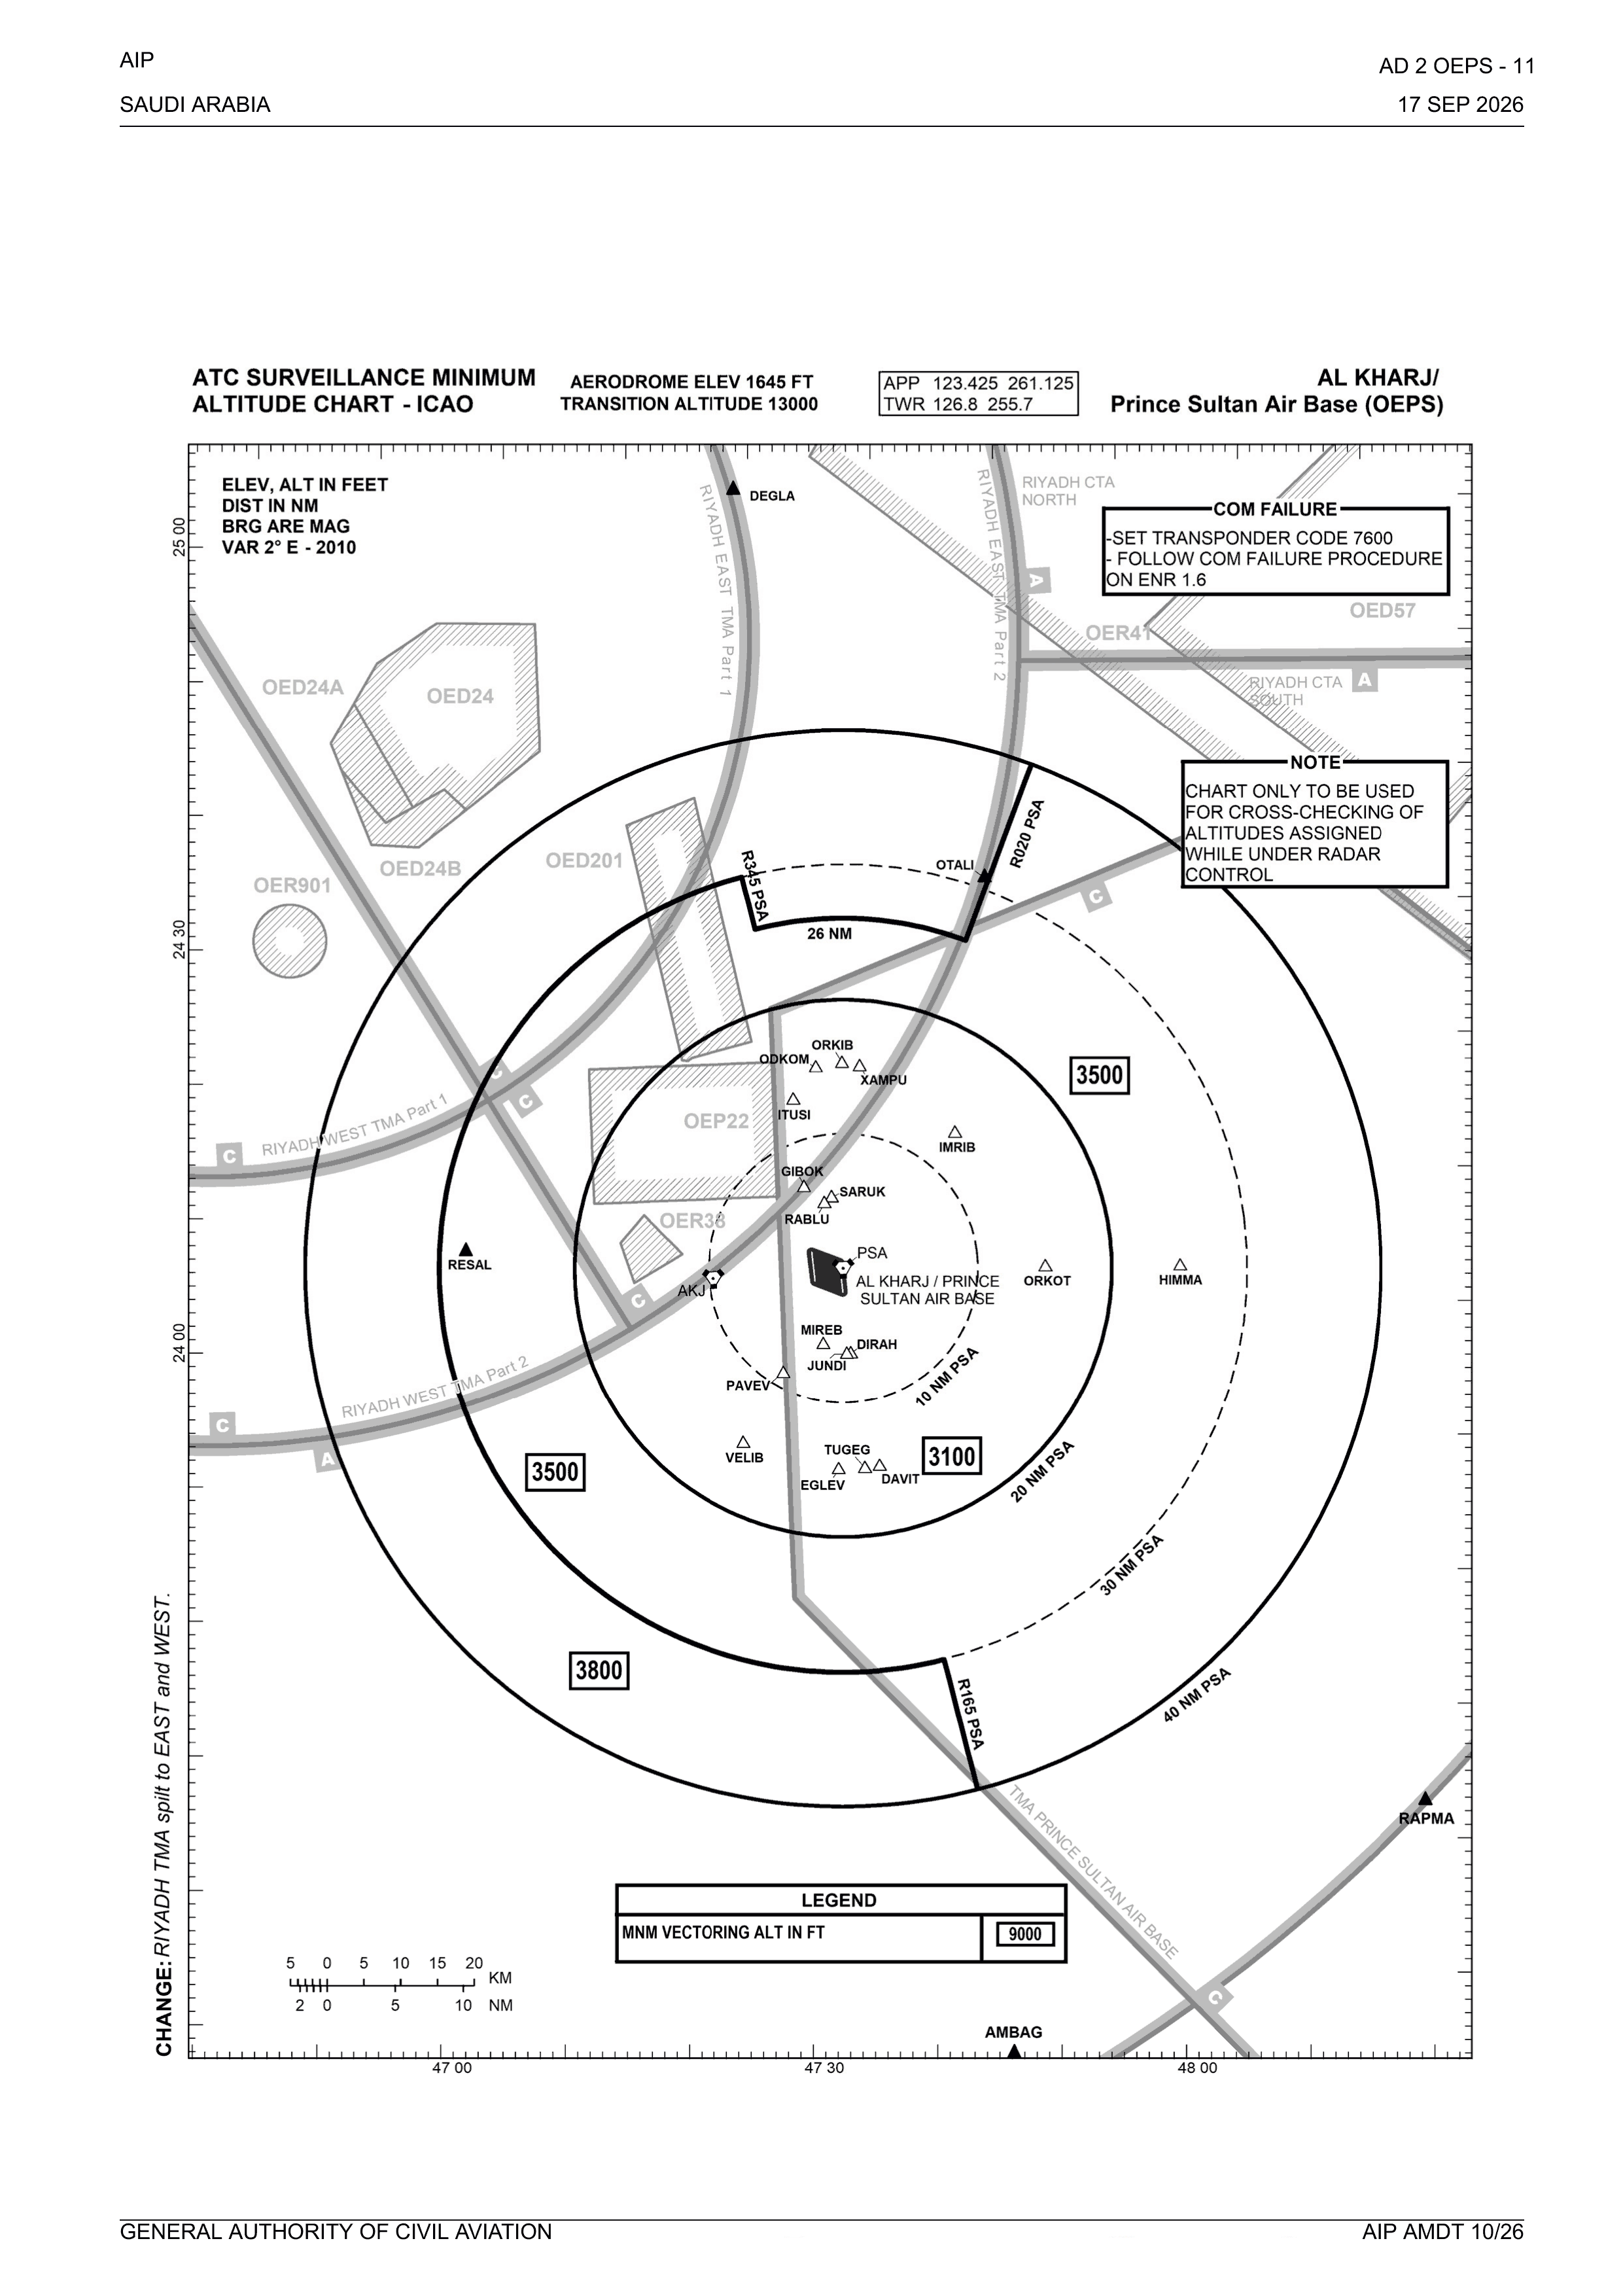 AIP
AD 2 OEPS - 11
SAUDI ARABIA
17 SEP 2026
ATC SURVEILLANCE MINIMUM
ALTITUDE CHART - ICAO
AERODROME ELEV 1645 FT
TRANSITION ALTITUDE 13000
APP 123.425 261.125
TWR 126.8 255.7
AL KHARJ/
Prince Sultan Air Base (OEPS)
ELEV, ALT IN FEET
DIST IN NM
BRG ARE MAG
VAR 2° E - 2010
DEGLA
RIYADH EAST TMA Part 1
RIYADH EAST TMA Part 2
RIYADH CTA
NORTH
COM FAILURE
-SET TRANSPONDER CODE 7600
- FOLLOW COM FAILURE PROCEDURE
ON ENR 1.6
25 00
A
OED57
OER41
RIYADH CTA
SOUTH
A
OED24A
OED24
OED24B
OED201
OER901
NOTE
CHART ONLY TO BE USED
FOR CROSS-CHECKING OF
ALTITUDES ASSIGNED
WHILE UNDER RADAR
CONTROL
R345 PSA
R020 PSA
OTALI
C
26 NM
24 30
ORKIB
ODKOM
XAMPU
ITUSI
3500
OEP22
IMRIB
C
C
RIYADH WEST TMA Part 1
C
GIBOK
SARUK
RABLU
OER38
RESAL
PSA
AL KHARJ / PRINCE
SULTAN AIR BASE
AKJ
ORKOT
HIMMA
C
24 00
MIREB
DIRAH
JUNDI
PAVEV
10 NM PSA
RIYADH WEST TMA Part 2
C
A
VELIB
TUGEG
EGLEV
DAVIT
3100
3500
20 NM PSA
30 NM PSA
3800
R165 PSA
40 NM PSA
TMA PRINCE SULTAN AIR BASE
RAPMA
C
AMBAG
LEGEND
MNM VECTORING ALT IN FT
9000
5 0 5 10 15 20
KM
2 0 5 10 NM
47 00
47 30
48 00
CHANGE: RIYADH TMA spilt to EAST and WEST.
GENERAL AUTHORITY OF CIVIL AVIATION
AIP AMDT 10/26